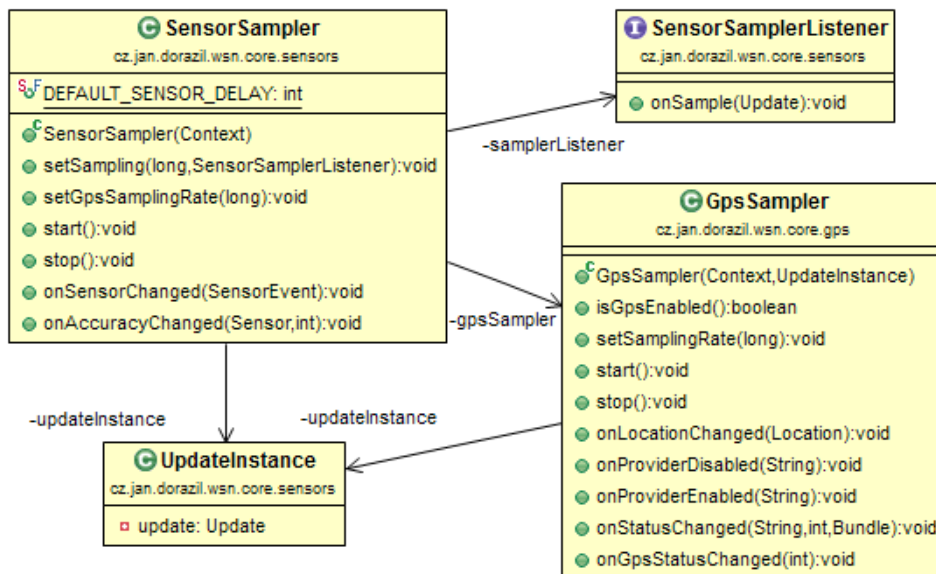 C SensorSampler
cz.jan.dorazil.wsn.core.sensors
S F DEFAULT_SENSOR_DELAY: int
C SensorSampler(Context)
setSampling(long,SensorSamplerListener):void
setGpsSamplingRate(long):void
start():void
stop():void
onSensorChanged(SensorEvent):void
onAccuracyChanged(Sensor,int):void
I SensorSamplerListener
cz.jan.dorazil.wsn.core.sensors
onSample(Update):void
-samplerListener
C GpsSampler
cz.jan.dorazil.wsn.core.gps
C GpsSampler(Context,UpdateInstance)
isGpsEnabled():boolean
setSamplingRate(long):void
start():void
stop():void
onLocationChanged(Location):void
onProviderDisabled(String):void
onProviderEnabled(String):void
onStatusChanged(String,int,Bundle):void
onGpsStatusChanged(int):void
-gpsSampler
-updateInstance
-updateInstance
C UpdateInstance
cz.jan.dorazil.wsn.core.sensors
update: Update